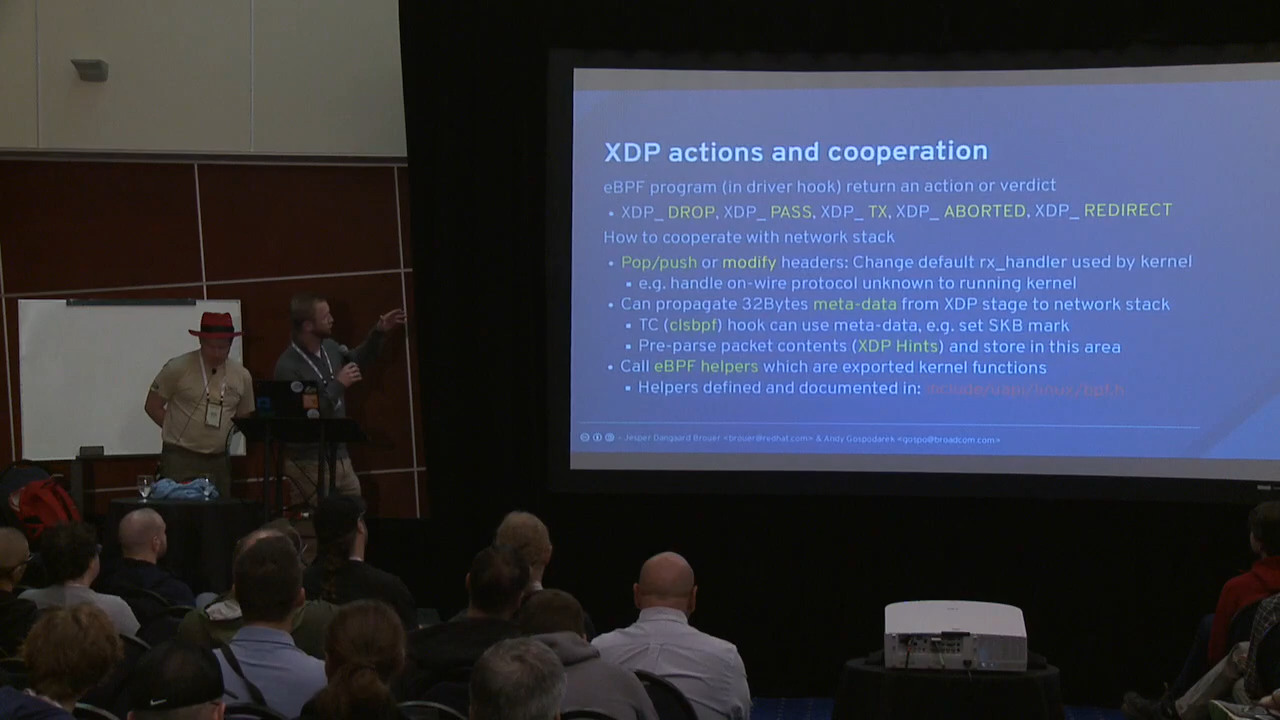 XDP actions and cooperation
eBPF program (in driver hook) return an action or verdict
• XDP_ DROP, XDP_ PASS, XDP_ TX, XDP_ ABORTED, XDP_ REDIRECT
How to cooperate with network stack
• Pop/push or modify headers: Change default rx_handler used by kernel
▪ e.g. handle on-wire protocol unknown to running kernel
• Can propagate 32Bytes meta-data from XDP stage to network stack
▪ TC (clsbpf) hook can use meta-data, e.g. set SKB mark
▪ Pre-parse packet contents (XDP Hints) and store in this area
• Call eBPF helpers which are exported kernel functions
▪ Helpers defined and documented in: include/uapi/linux/bpf.h
- Jesper Dangaard Brouer <brouer@redhat.com> & Andy Gospodarek <gospo@broadcom.com>